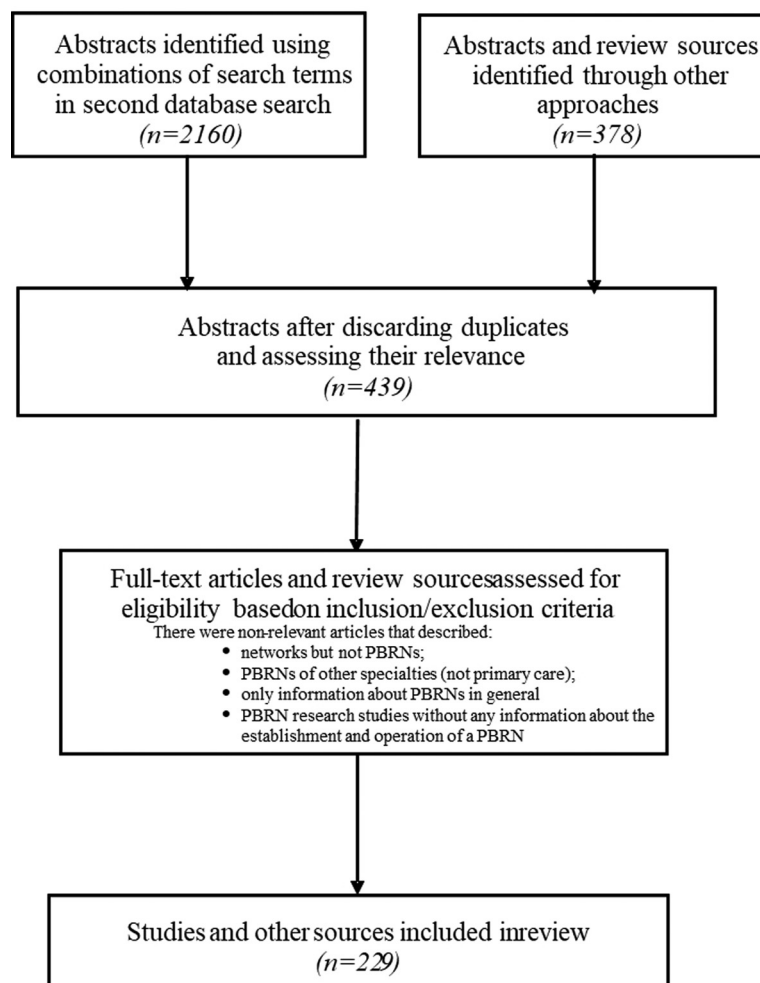 Abstracts identified using
combinations of search terms
in second database search
(n=2160)
Abstracts and review sources
identified through other
approaches
(n=378)
Abstracts after discarding duplicates
and assessing their relevance
(n=439)
Full-text articles and review sourcesassessed for
eligibility basedon inclusion/exclusion criteria
There were non-relevant articles that described:
• networks but not PBRNs;
• PBRNs of other specialties (not primary care);
• only information about PBRNs in general
• PBRN research studies without any information about the
establishment and operation of a PBRN
Studies and other sources included inreview
(n=229)